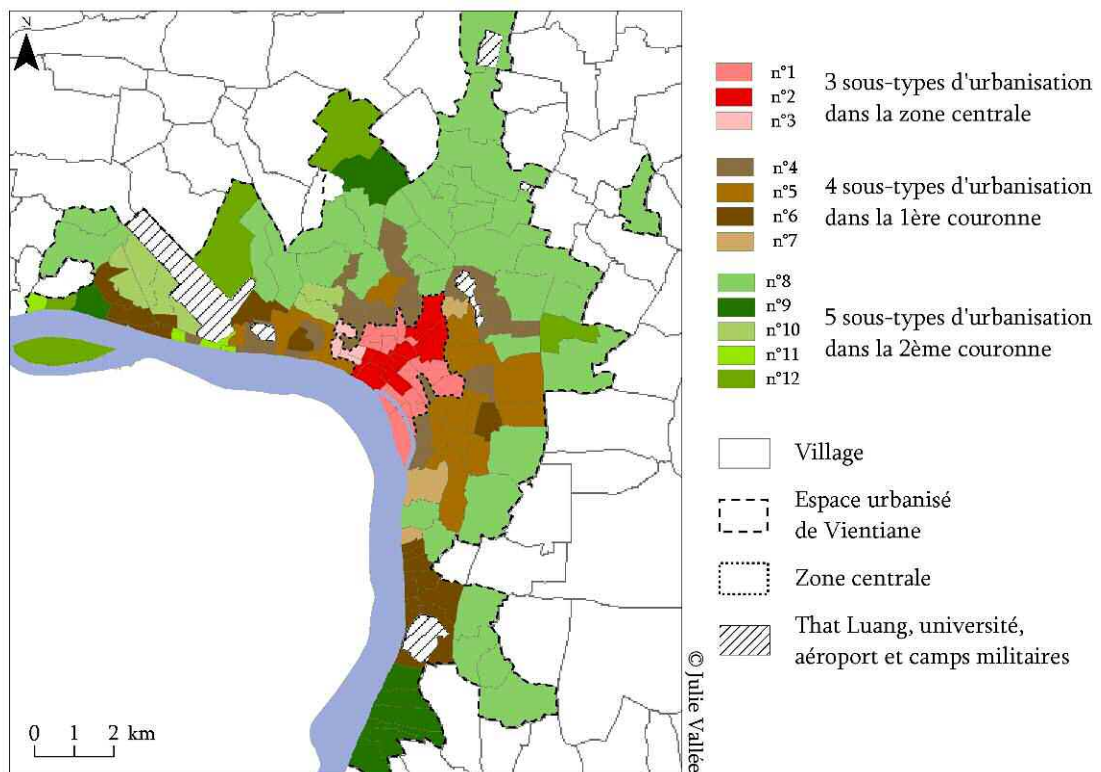 N
n°1
n°2
n°3
3 sous-types d'urbanisation
dans la zone centrale
n°4
n°5
n°6
n°7
4 sous-types d'urbanisation
dans la 1ère couronne
n°8
n°9
n°10
n°11
n°12
5 sous-types d'urbanisation
dans la 2ème couronne
Village
Espace urbanisé
de Vientiane
Zone centrale
That Luang, université,
aéroport et camps militaires
© Julie Vallée
0 1 2 km